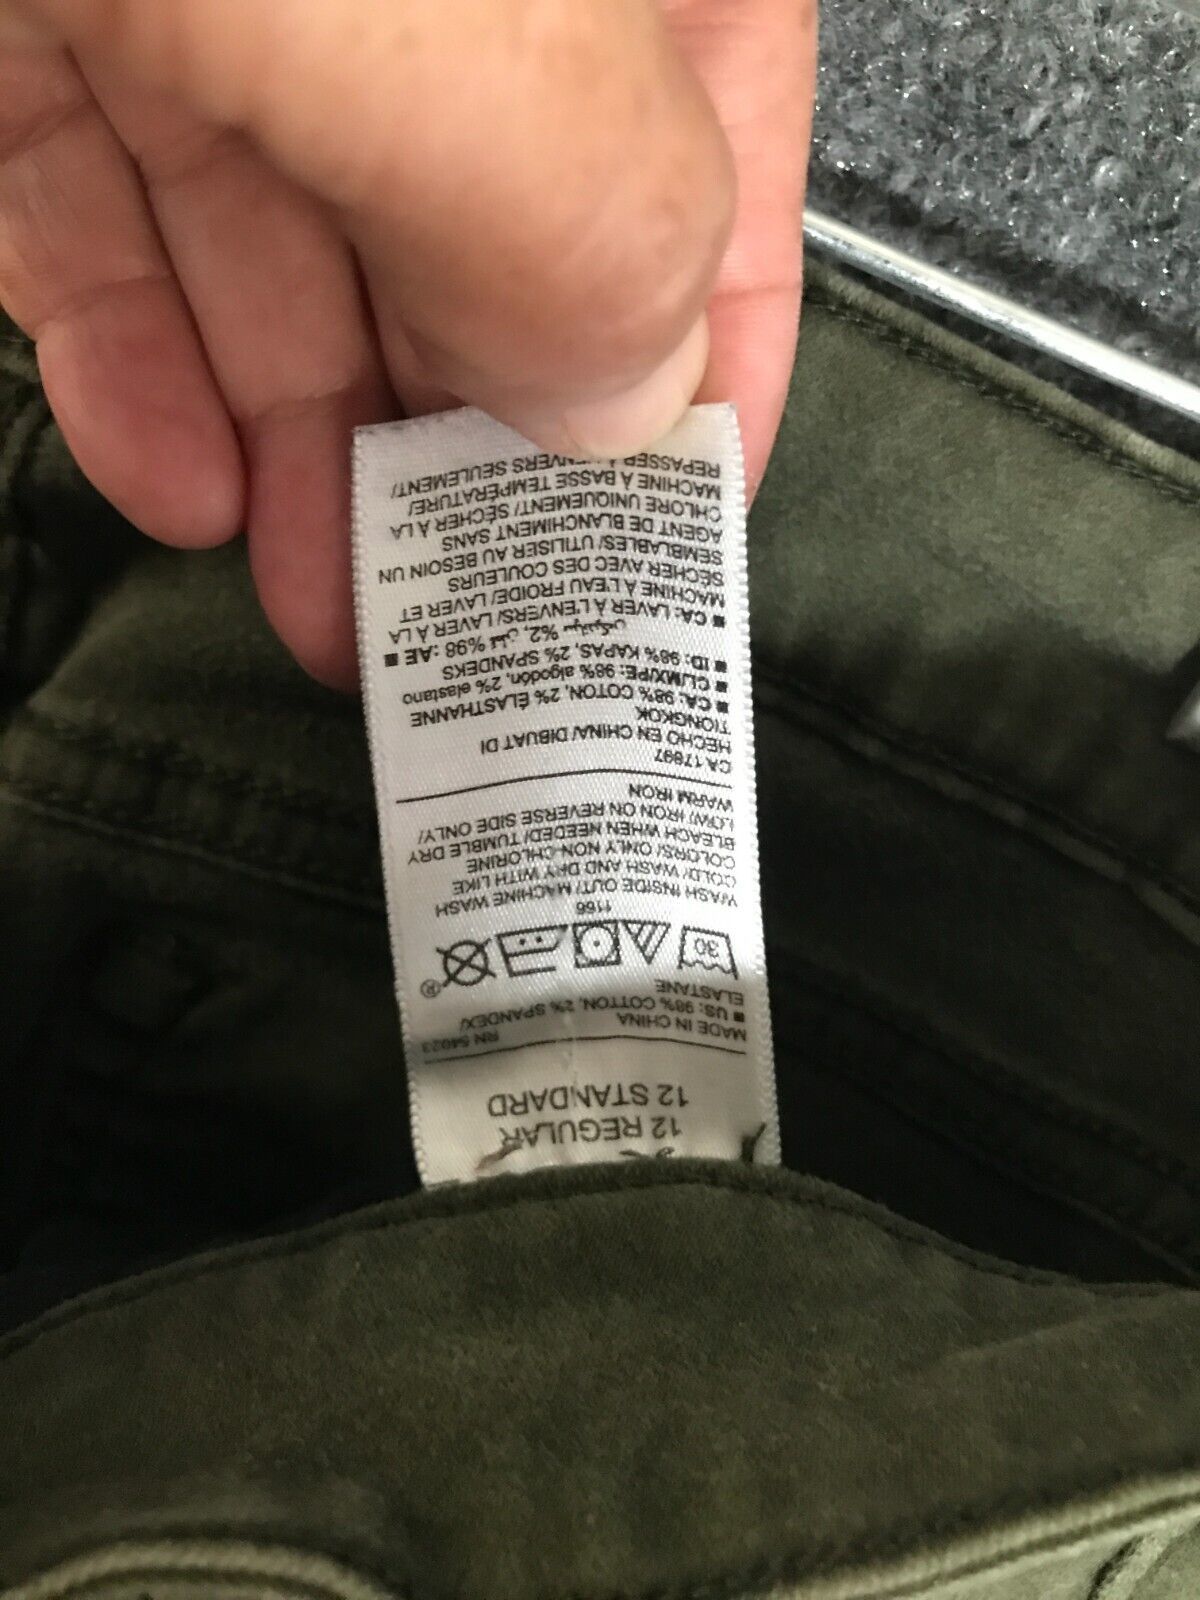 12 REGULAR
12 STANDARD
MADE IN CHINA RN 54023
■ US: 98% COTTON, 2% SPANDEX/
ELASTANE
30
®
1166
WASH INSIDE OUT/ MACHINE WASH
COLD/ WASH AND DRY WITH LIKE
COLORS/ ONLY NON-CHLORINE
BLEACH WHEN NEEDED/ TUMBLE DRY
LOW/ IRON ON REVERSE SIDE ONLY/
WARM IRON
CA 17897
HECHO EN CHINA/ DIBUAT DI
TIONGKOK
■ CA: 98% COTON, 2% ÉLASTHANNE
■ CL/MX/PE: 98% algodón, 2% elastano
■ ID: 98% KAPAS, 2% SPANDEKS
■ AE: 98% قطن, 2% سباندكس
■ CA: LAVER À L'ENVERS/ LAVER À LA
MACHINE À L'EAU FROIDE/ LAVER ET
SÉCHER AVEC DES COULEURS
SEMBLABLES/ UTILISER AU BESOIN UN
AGENT DE BLANCHIMENT SANS
CHLORE UNIQUEMENT/ SÉCHER À LA
MACHINE À BASSE TEMPÉRATURE/
REPASSER À L'ENVERS SEULEMENT/